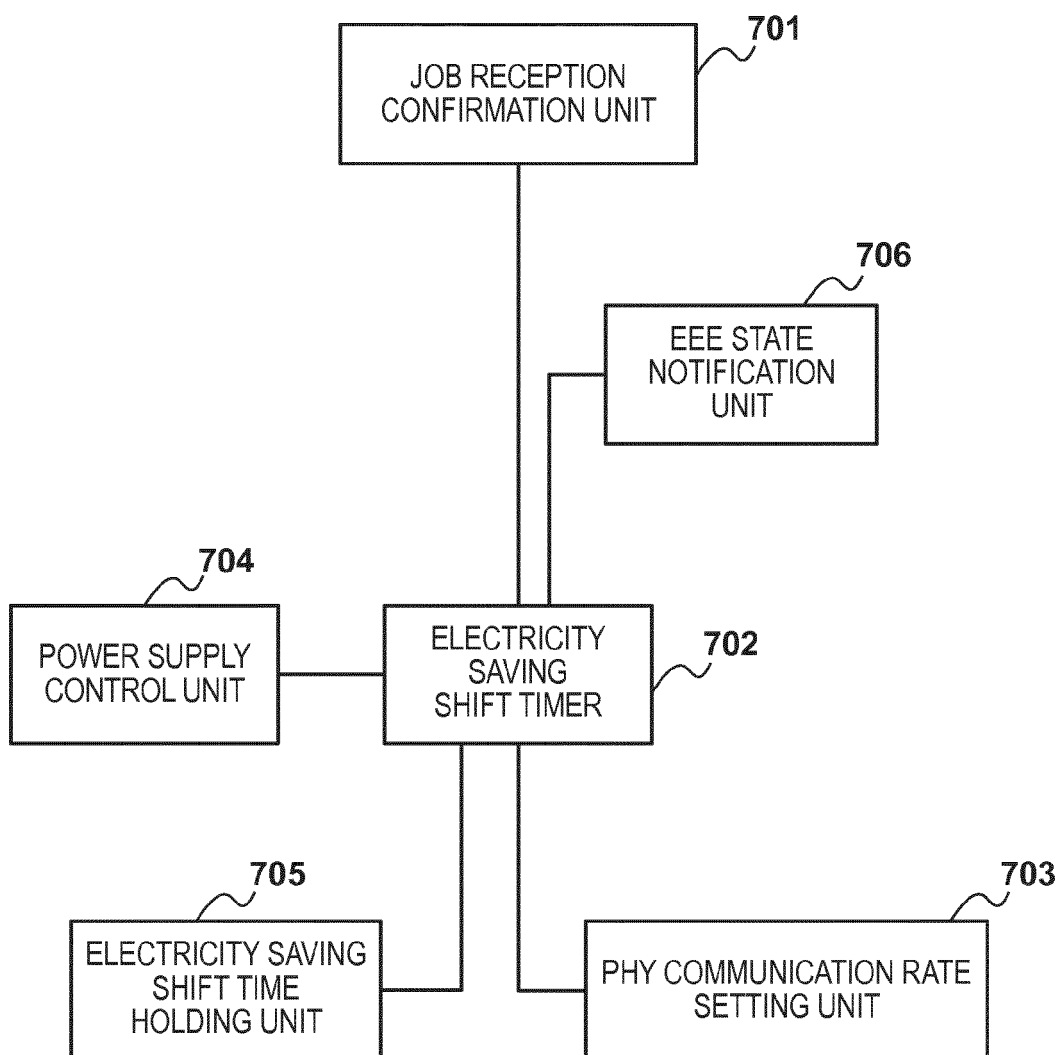 701
JOB RECEPTION
CONFIRMATION UNIT
706
EEE STATE
NOTIFICATION
UNIT
704
POWER SUPPLY
CONTROL UNIT
702
ELECTRICITY
SAVING
SHIFT TIMER
705
ELECTRICITY SAVING
SHIFT TIME
HOLDING UNIT
703
PHY COMMUNICATION RATE
SETTING UNIT